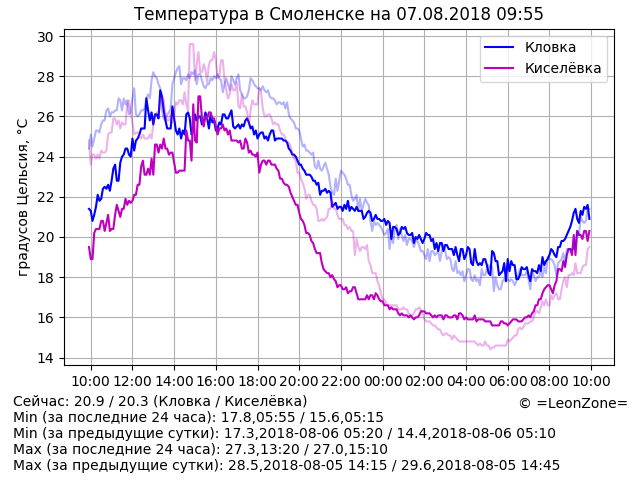 Температура в Смоленске на 07.08.2018 09:55
Кловка
Киселёвка
градусов Цельсия, °C
30
28
26
24
22
20
18
16
14
10:00 12:00 14:00 16:00 18:00 20:00 22:00 00:00 02:00 04:00 06:00 08:00 10:00
Сейчас: 20.9 / 20.3 (Кловка / Киселёвка)
© =LeonZone=
Min (за последние 24 часа): 17.8,05:55 / 15.6,05:15
Min (за предыдущие сутки): 17.3,2018-08-06 05:20 / 14.4,2018-08-06 05:10
Max (за последние 24 часа): 27.3,13:20 / 27.0,15:10
Max (за предыдущие сутки): 28.5,2018-08-05 14:15 / 29.6,2018-08-05 14:45